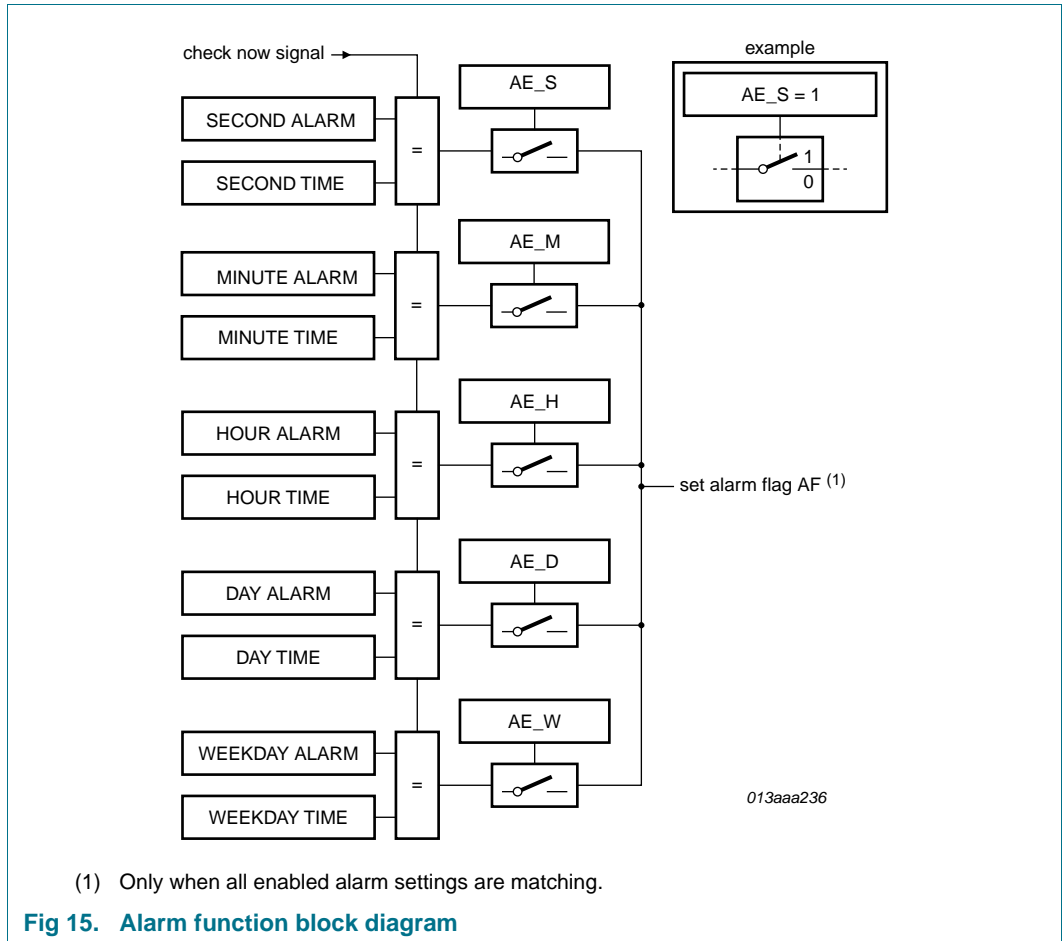 check now signal
example
AE_S
AE_S = 1
SECOND ALARM
=
1
SECOND TIME
0
AE_M
MINUTE ALARM
=
MINUTE TIME
AE_H
HOUR ALARM
=
set alarm flag AF (1)
HOUR TIME
AE_D
DAY ALARM
=
DAY TIME
AE_W
WEEKDAY ALARM
=
013aaa236
WEEKDAY TIME
(1) Only when all enabled alarm settings are matching.
Fig 15. Alarm function block diagram